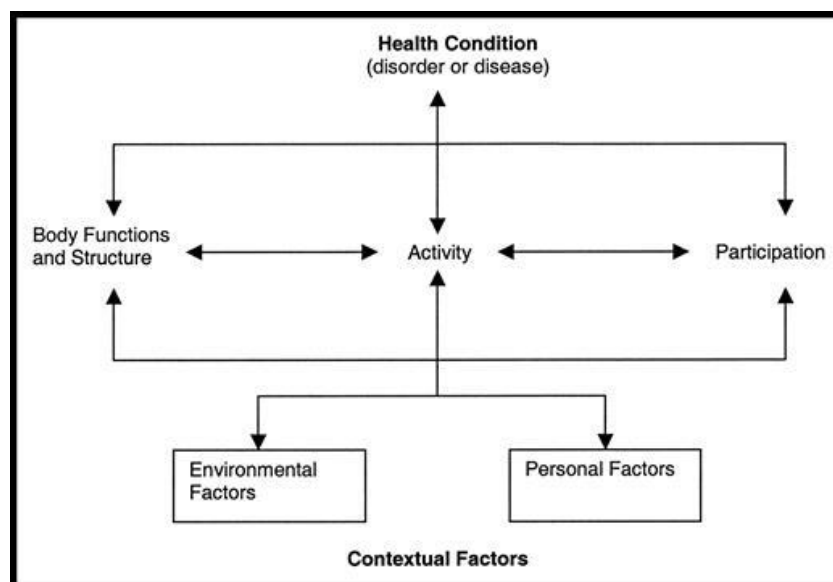 Health Condition
(disorder or disease)
Body Functions
and Structure
Activity
Participation
Environmental
Factors
Personal Factors
Contextual Factors